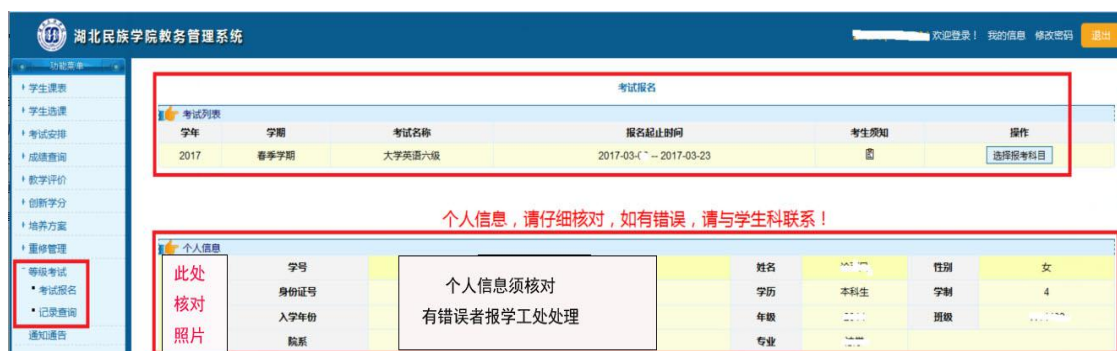 湖北民族学院教务管理系统
欢迎登录！ 我的信息 修改密码 退出
功能菜单
学生课表
学生选课
考试安排
成绩查询
教学评价
创新学分
培养方案
重修管理
等级考试
考试报名
记录查询
通知通告
考试报名
考试列表
学年 学期 考试名称 报名起止时间 考生须知 操作
2017 春季学期 大学英语六级 2017-03- -- 2017-03-23 选择报考科目
个人信息，请仔细核对，如有错误，请与学生科联系！
个人信息
此处
核对
照片
学号 姓名 性别 女
身份证号 学历 本科生 学制 4
入学年份 年级 班级
院系 专业
个人信息须核对
有错误者报学工处处理